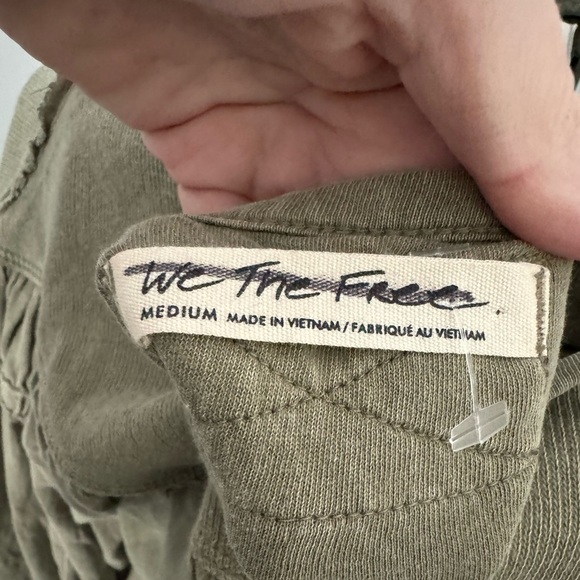 We The Free.
MEDIUM MADE IN VIETNAM / FABRIQUÉ AU VIETNAM